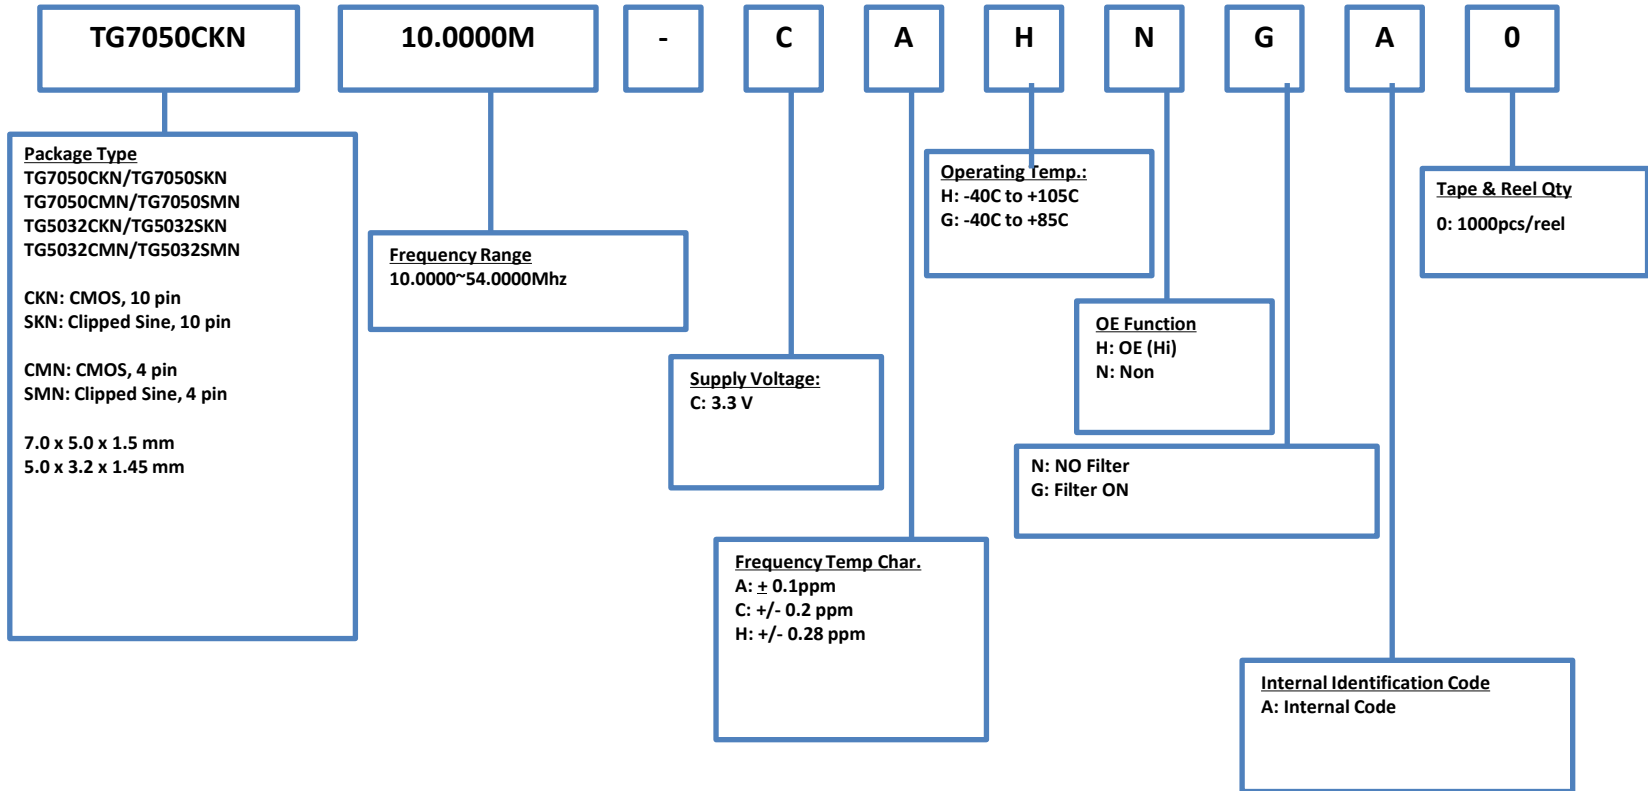 TG7050CKN 10.0000M - C A H N G A 0
Package Type
TG7050CKN/TG7050SKN
TG7050CMN/TG7050SMN
TG5032CKN/TG5032SKN
TG5032CMN/TG5032SMN
CKN: CMOS, 10 pin
SKN: Clipped Sine, 10 pin
CMN: CMOS, 4 pin
SMN: Clipped Sine, 4 pin
7.0 x 5.0 x 1.5 mm
5.0 x 3.2 x 1.45 mm
Frequency Range
10.0000~54.0000Mhz
Supply Voltage:
C: 3.3 V
Frequency Temp Char.
A: ± 0.1ppm
C: +/- 0.2 ppm
H: +/- 0.28 ppm
Operating Temp.:
H: -40C to +105C
G: -40C to +85C
OE Function
H: OE (Hi)
N: Non
N: NO Filter
G: Filter ON
Internal Identification Code
A: Internal Code
Tape & Reel Qty
0: 1000pcs/reel